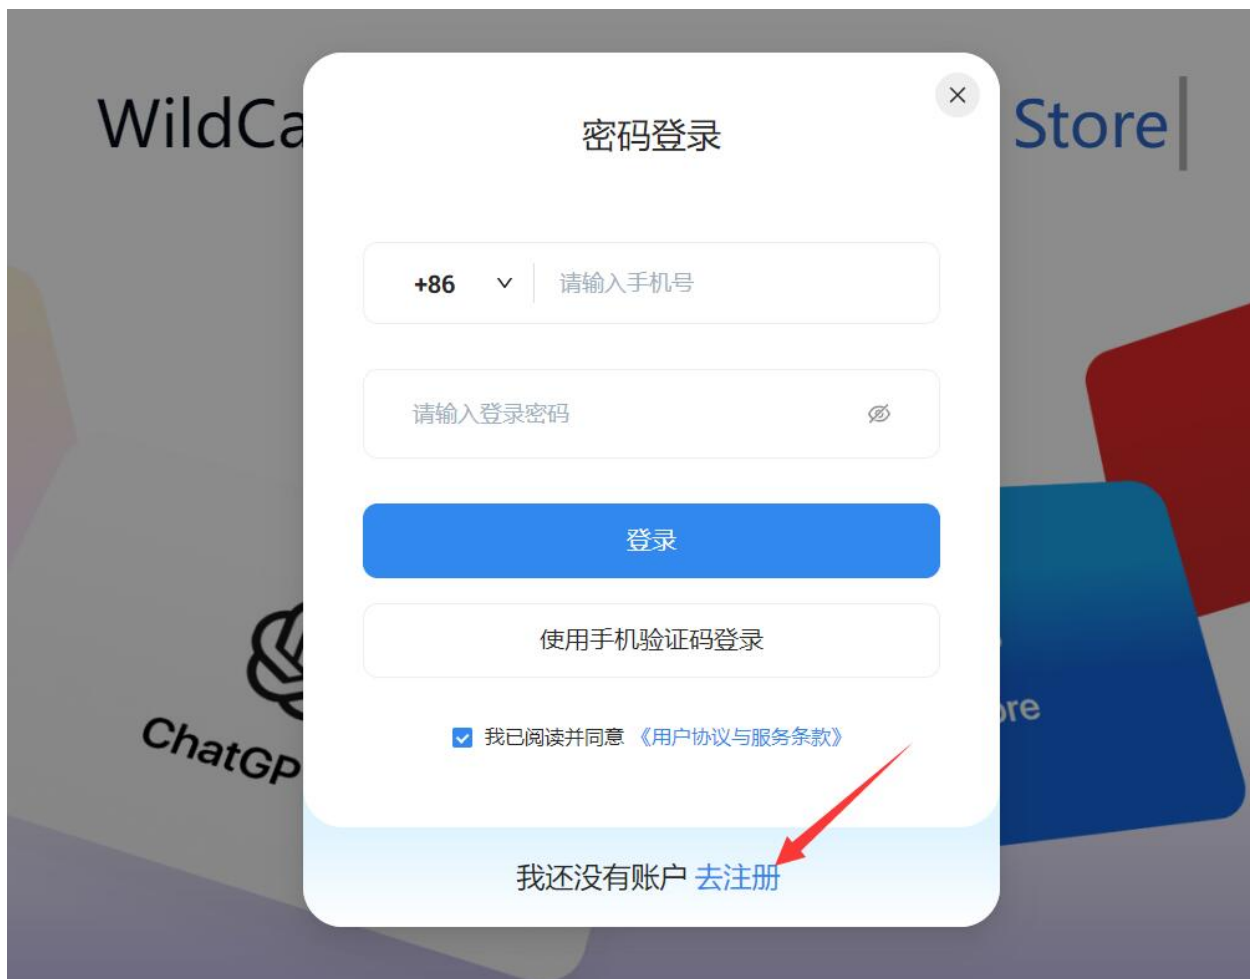 WildCa
Store
密码登录
+86 请输入手机号
请输入登录密码
登录
使用手机验证码登录
我已阅读并同意 《用户协议与服务条款》
ChatGP
ore
我还没有账户 去注册